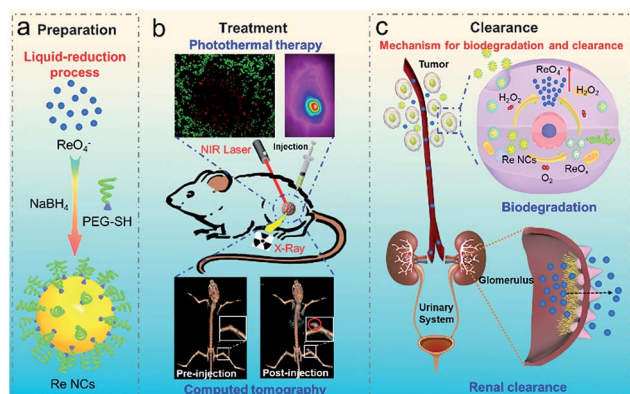 a
Preparation
Liquid-reduction
process
ReO₄⁻
NaBH₄
PEG-SH
Re NCs
b
Treatment
Photothermal therapy
NIR Laser
Injection
X-Ray
Pre-injection
Post-injection
Computed tomography
c
Clearance
Mechanism for biodegradation and clearance
Tumor
ReO₄⁻
H₂O₂
H₂O₂
Re NCs
ReOₓ
O₂
Biodegradation
Glomerulus
Urinary
System
Renal clearance